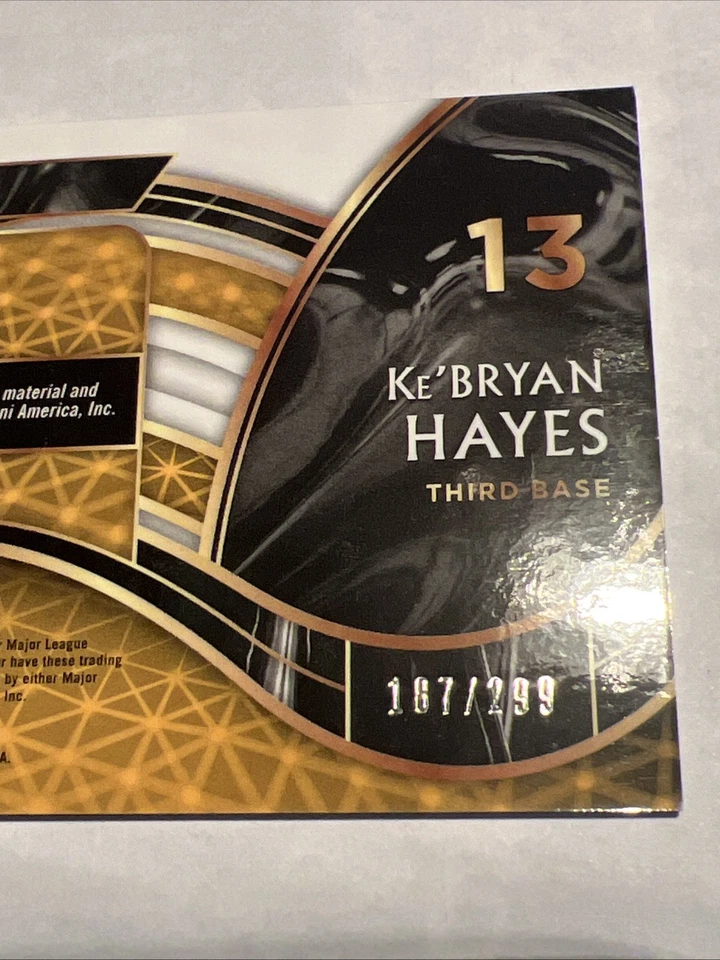 13
KE'BRYAN
HAYES
THIRD BASE
material and
ni America, Inc.
Major League
r have these trading
by either Major
Inc.
A.
187/299